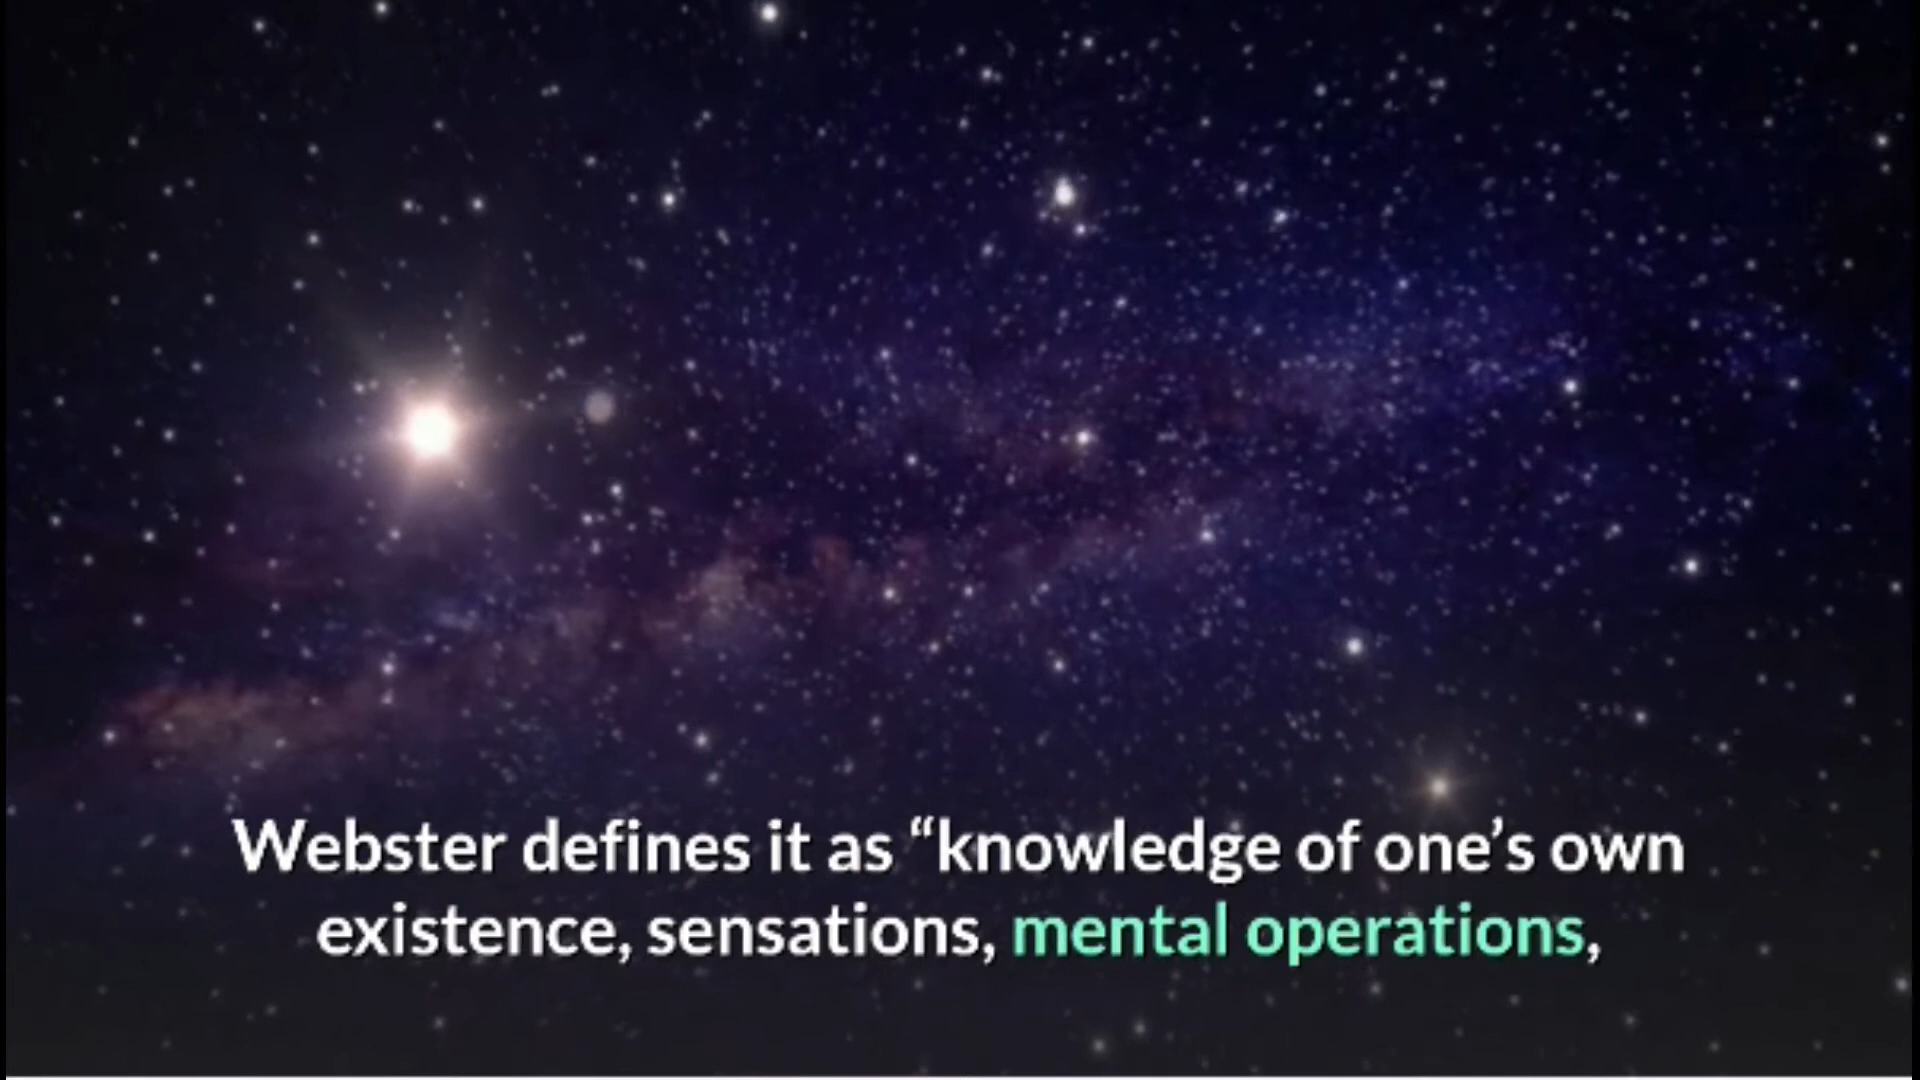 Webster defines it as “knowledge of one’s own
existence, sensations, mental operations,